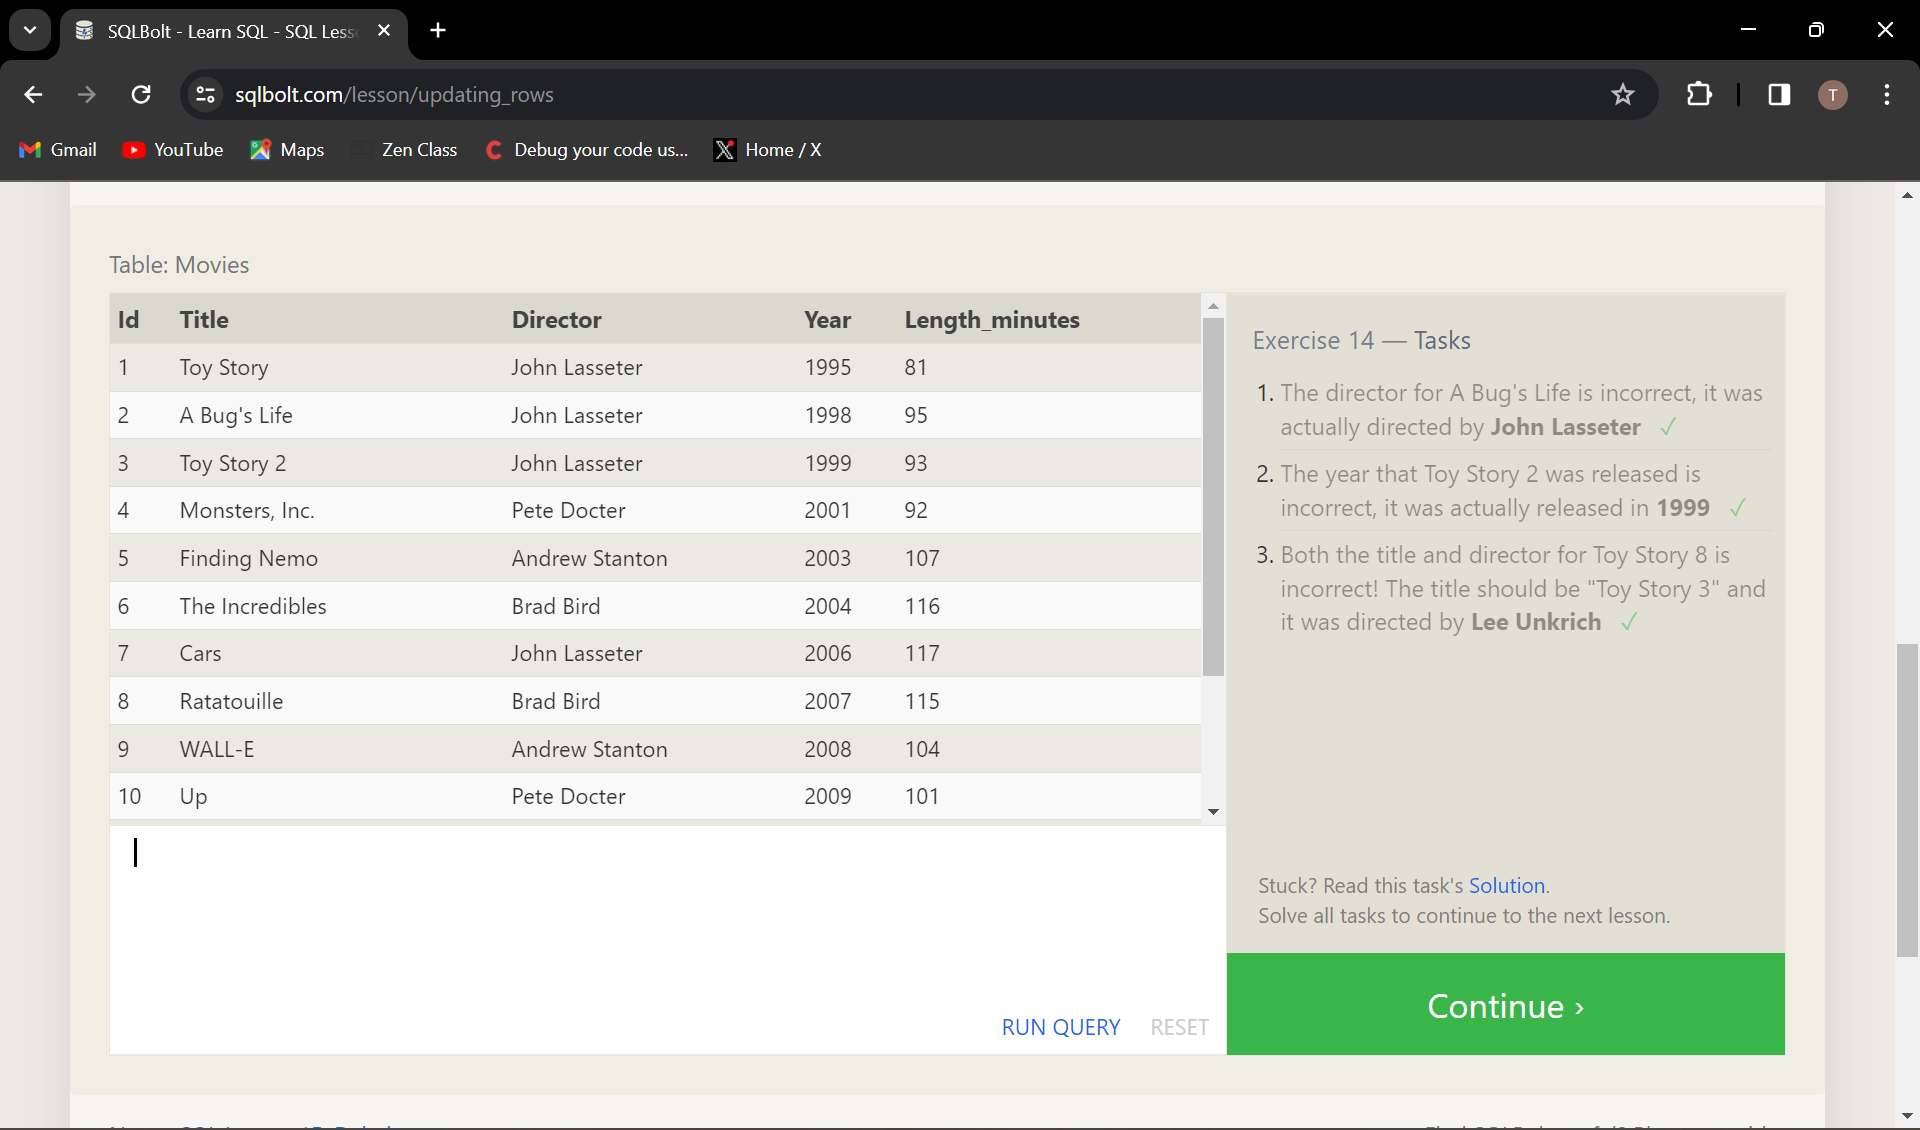 SQLBolt - Learn SQL - SQL Less
sqlbolt.com/lesson/updating_rows
T
Gmail YouTube Maps Zen Class Debug your code us... Home / X
Table: Movies
Id Title Director Year Length_minutes
1 Toy Story John Lasseter 1995 81
2 A Bug's Life John Lasseter 1998 95
3 Toy Story 2 John Lasseter 1999 93
4 Monsters, Inc. Pete Docter 2001 92
5 Finding Nemo Andrew Stanton 2003 107
6 The Incredibles Brad Bird 2004 116
7 Cars John Lasseter 2006 117
8 Ratatouille Brad Bird 2007 115
9 WALL-E Andrew Stanton 2008 104
10 Up Pete Docter 2009 101
RUN QUERY RESET
Exercise 14 — Tasks
1. The director for A Bug's Life is incorrect, it was
actually directed by John Lasseter ✓
2. The year that Toy Story 2 was released is
incorrect, it was actually released in 1999 ✓
3. Both the title and director for Toy Story 8 is
incorrect! The title should be "Toy Story 3" and
it was directed by Lee Unkrich ✓
Stuck? Read this task's Solution.
Solve all tasks to continue to the next lesson.
Continue ›